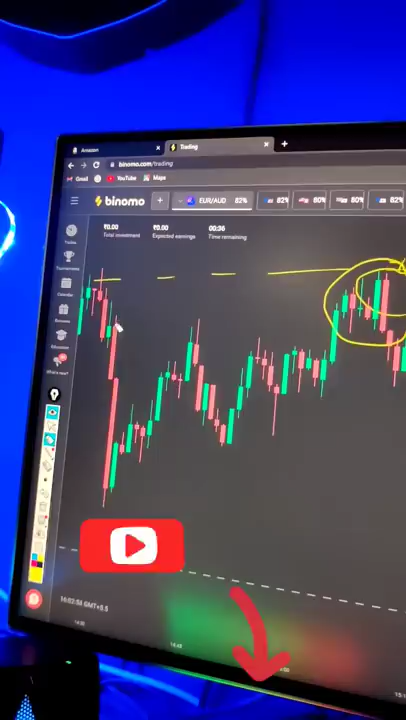 Amazon
Trading
binomo.com/trading
Gmail
YouTube
Maps
binomo
EUR/AUD 82%
82%
80%
80%
82%
₹0.00
Total investment
₹0.00
Expected earnings
00:36
Time remaining
Trades
Tournaments
Calendar
Bonuses
Education
What's new?